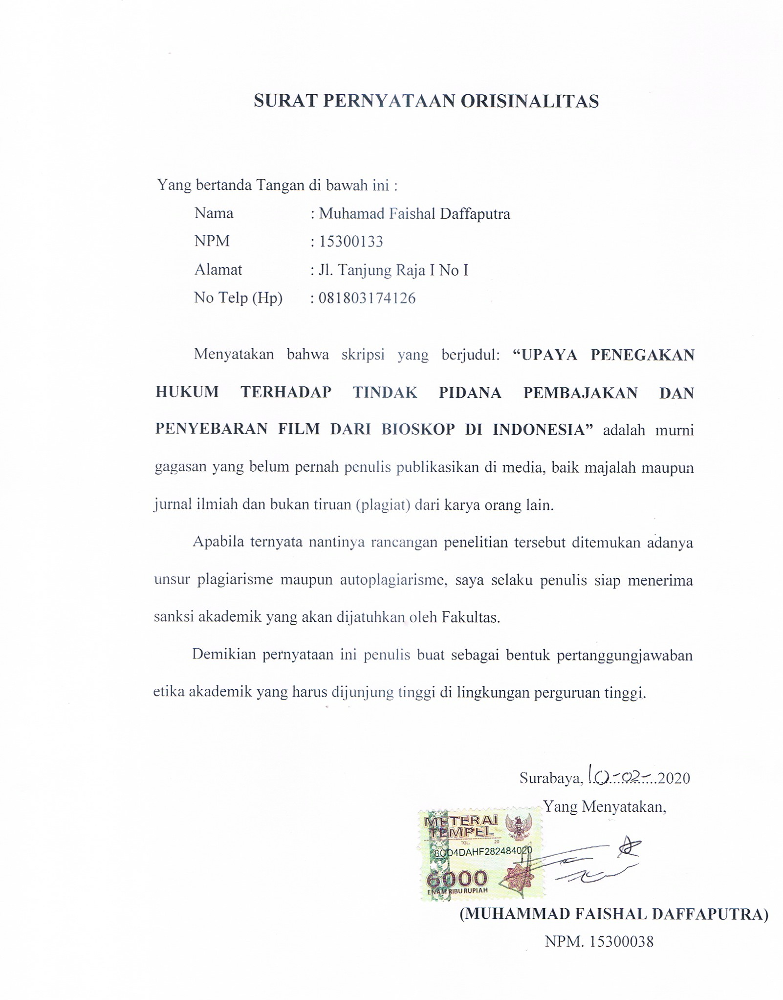 SURAT PERNYATAAN ORISINALITAS
Yang bertanda Tangan di bawah ini :
Nama : Muhamad Faishal Daffaputra
NPM : 15300133
Alamat : Jl. Tanjung Raja I No I
No Telp (Hp) : 081803174126
Menyatakan bahwa skripsi yang berjudul: “UPAYA PENEGAKAN
HUKUM TERHADAP TINDAK PIDANA PEMBAJAKAN DAN
PENYEBARAN FILM DARI BIOSKOP DI INDONESIA” adalah murni
gagasan yang belum pernah penulis publikasikan di media, baik majalah maupun
jurnal ilmiah dan bukan tiruan (plagiat) dari karya orang lain.
Apabila ternyata nantinya rancangan penelitian tersebut ditemukan adanya
unsur plagiarisme maupun autoplagiarisme, saya selaku penulis siap menerima
sanksi akademik yang akan dijatuhkan oleh Fakultas.
Demikian pernyataan ini penulis buat sebagai bentuk pertanggungjawaban
etika akademik yang harus dijunjung tinggi di lingkungan perguruan tinggi.
Surabaya, 10-02-2020
Yang Menyatakan,
METERAI
TEMPEL
TGL. 20
8CD4DAHF282484020
6000
ENAM RIBU RUPIAH
(MUHAMMAD FAISHAL DAFFAPUTRA)
NPM. 15300038